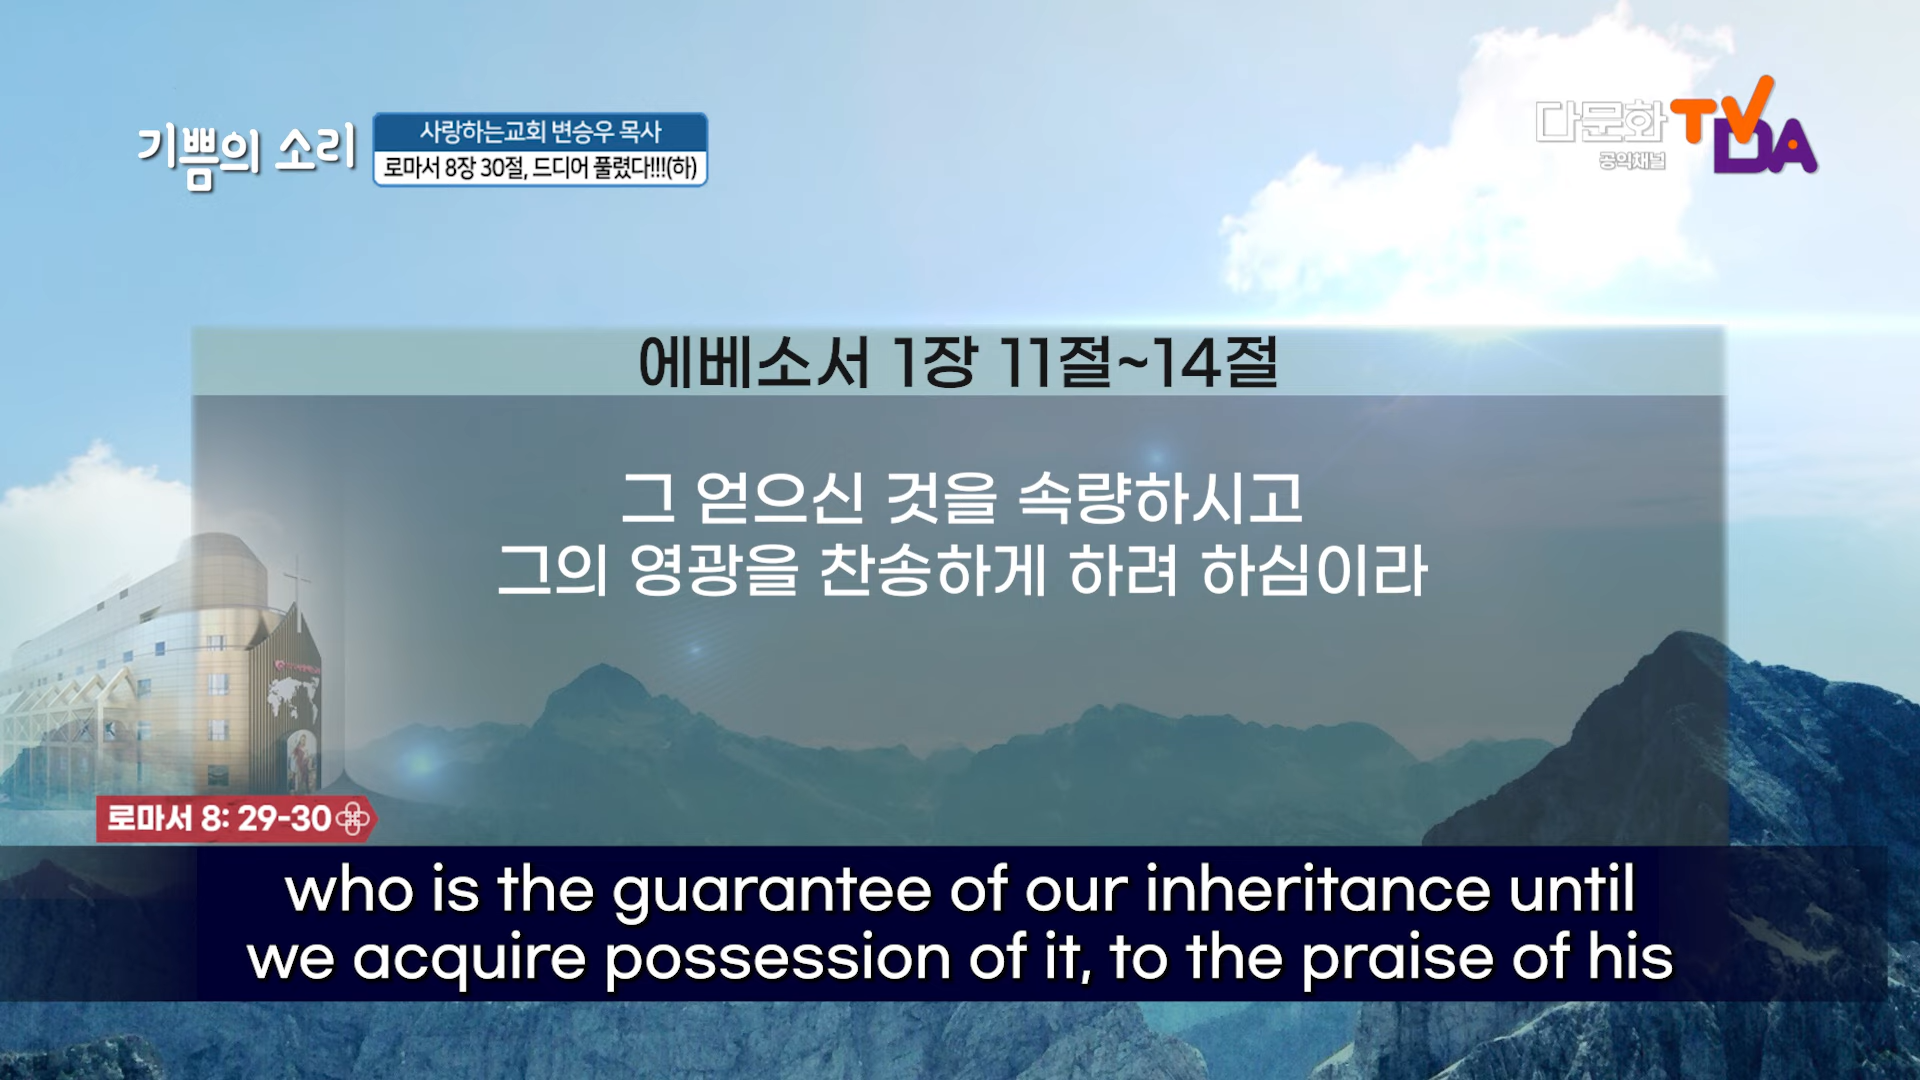 기쁨의 소리
사랑하는교회 변승우 목사
로마서 8장 30절, 드디어 풀렸다!!!(하)
다문화 TV
공익채널 DA
에베소서 1장 11절~14절
그 얻으신 것을 속량하시고
그의 영광을 찬송하게 하려 하심이라
로마서 8: 29-30
who is the guarantee of our inheritance until
we acquire possession of it, to the praise of his